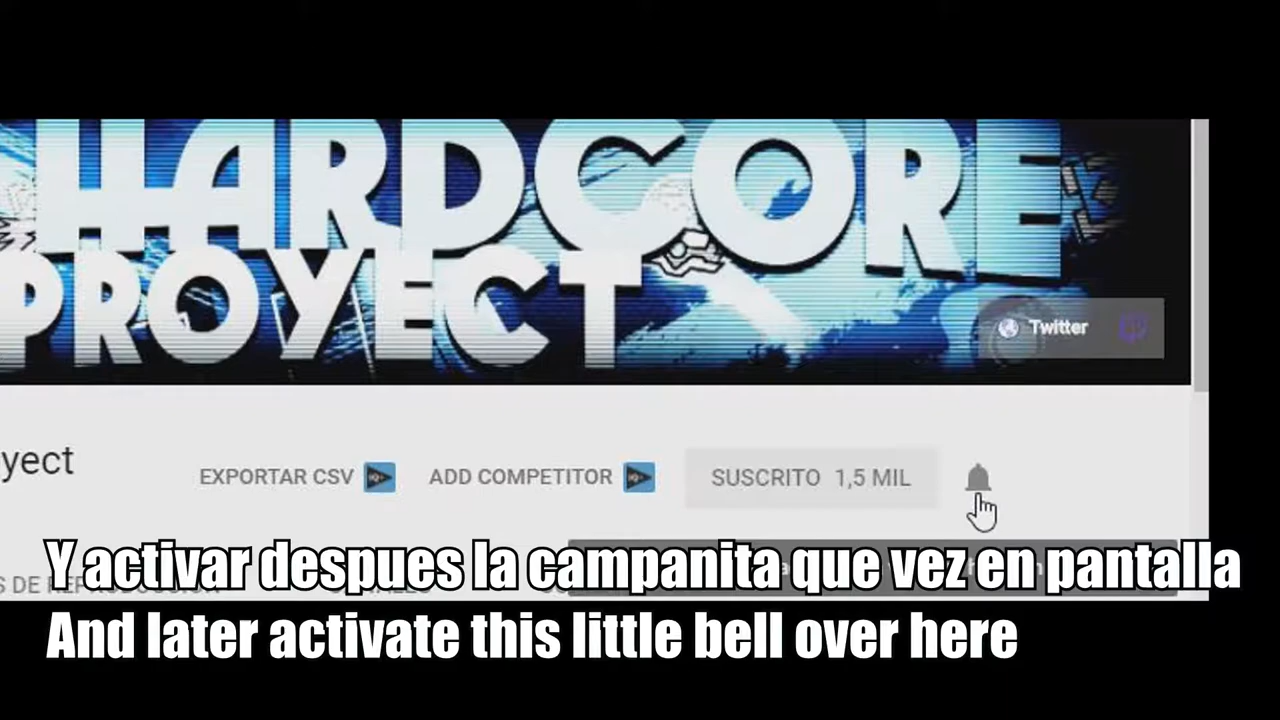 HARDCORE
PROYECT
Twitter
yect
EXPORTAR CSV
ADD COMPETITOR
SUSCRITO 1,5 MIL
Y activar despues la campanita que vez en pantalla
And later activate this little bell over here